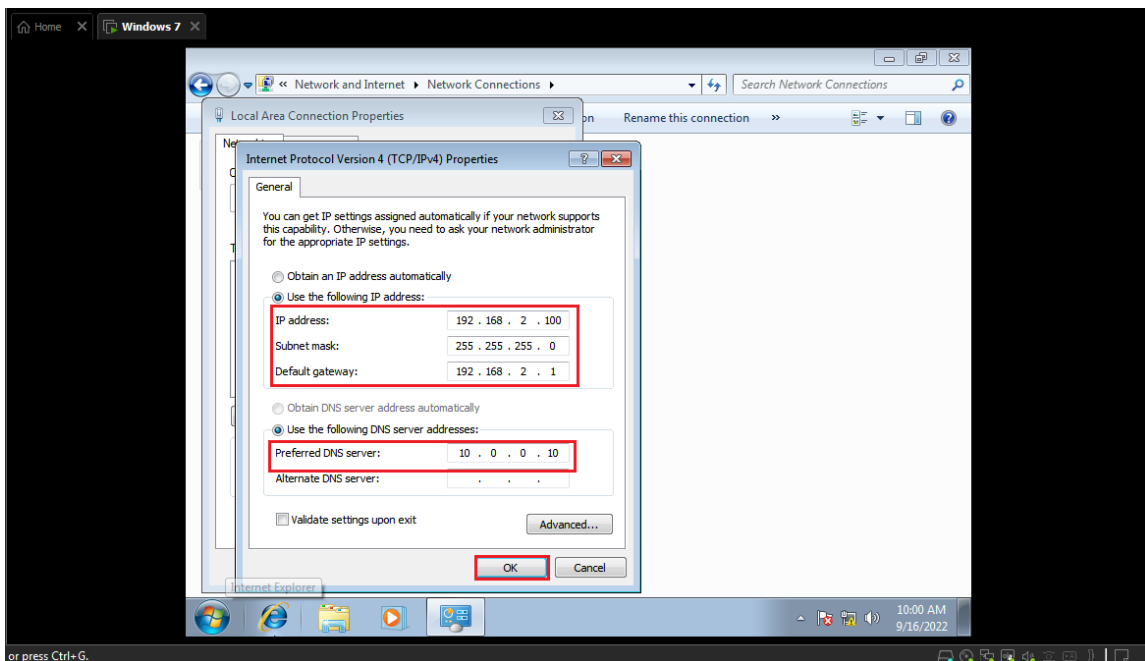 Home
Windows 7
« Network and Internet Network Connections
Search Network Connections
Local Area Connection Properties
Rename this connection »
Internet Protocol Version 4 (TCP/IPv4) Properties
General
You can get IP settings assigned automatically if your network supports
this capability. Otherwise, you need to ask your network administrator
for the appropriate IP settings.
Obtain an IP address automatically
Use the following IP address:
IP address: 192 . 168 . 2 . 100
Subnet mask: 255 . 255 . 255 . 0
Default gateway: 192 . 168 . 2 . 1
Obtain DNS server address automatically
Use the following DNS server addresses:
Preferred DNS server: 10 . 0 . 0 . 10
Alternate DNS server: . . .
Validate settings upon exit
Advanced...
OK Cancel
Internet Explorer
10:00 AM
9/16/2022
or press Ctrl+G.